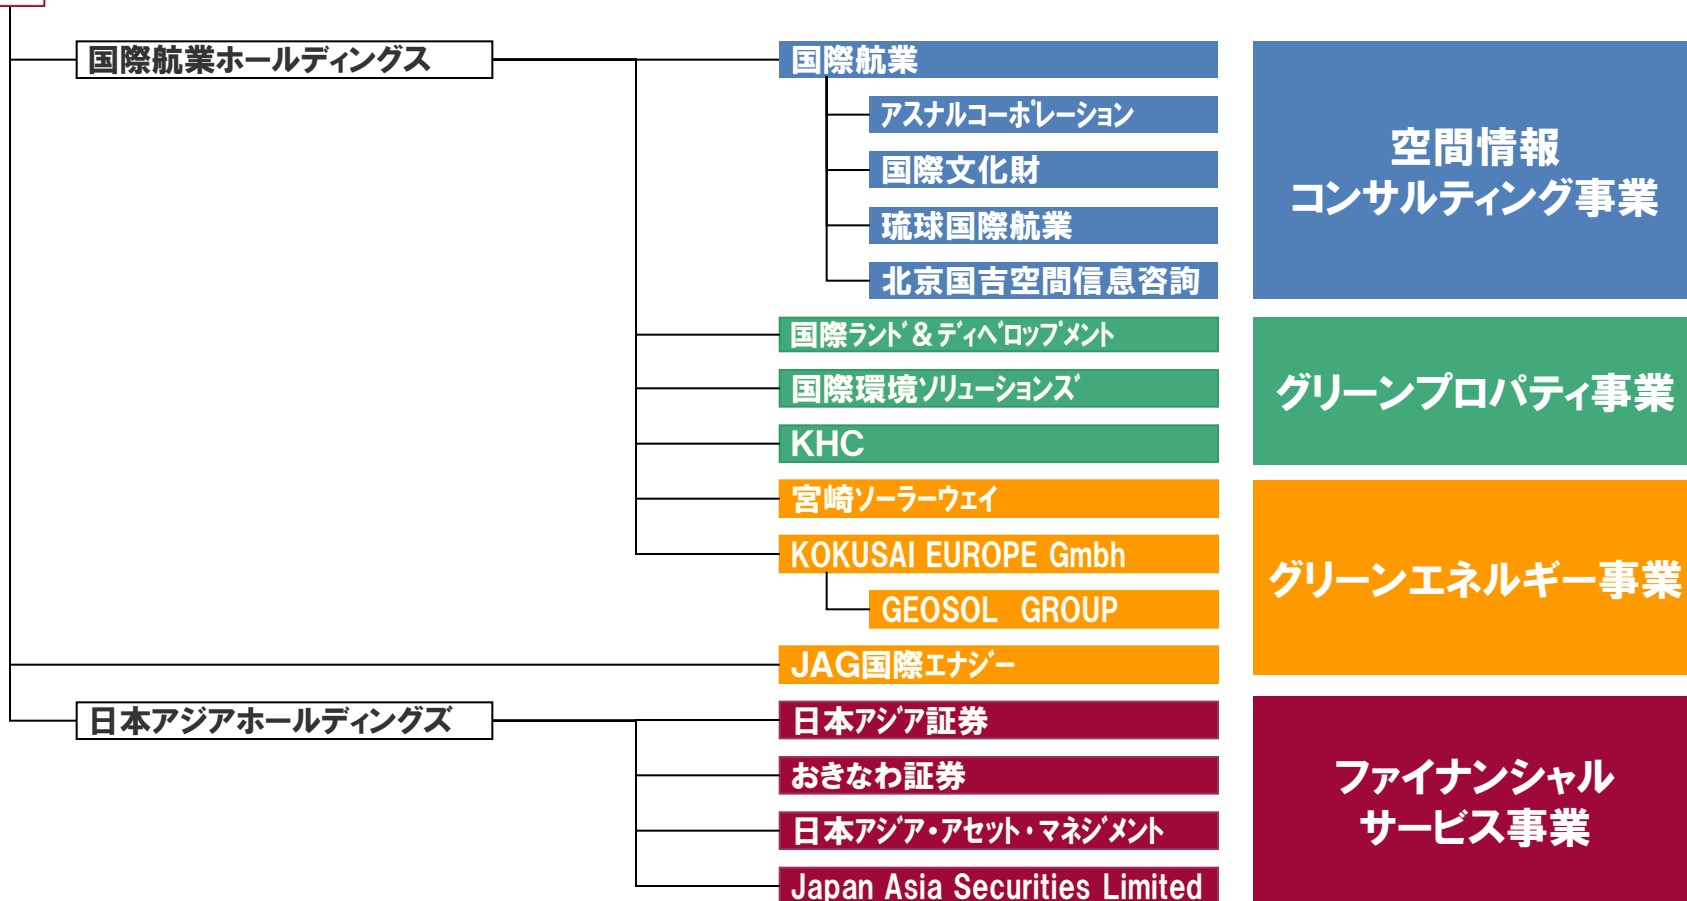 国際航業ホールディングス
国際航業
アスナルコーポレーション
国際文化財
琉球国際航業
北京国吉空間信息咨詢
空間情報
コンサルティング事業
国際ランド&ディベロップメント
国際環境ソリューションズ
KHC
グリーンプロパティ事業
宮崎ソーラーウェイ
KOKUSAI EUROPE Gmbh
GEOSOL GROUP
JAG国際エナジー
グリーンエネルギー事業
日本アジアホールディングズ
日本アジア証券
おきなわ証券
日本アジア・アセット・マネジメント
Japan Asia Securities Limited
ファイナンシャル
サービス事業